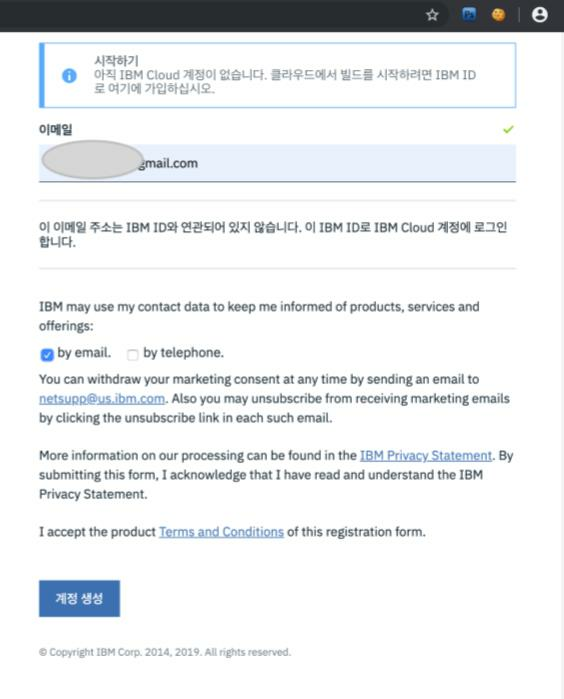 시작하기
아직 IBM Cloud 계정이 없습니다. 클라우드에서 빌드를 시작하려면 IBM ID
로 여기에 가입하십시오.
이메일
gmail.com
이 이메일 주소는 IBM ID와 연관되어 있지 않습니다. 이 IBM ID로 IBM Cloud 계정에 로그인
합니다.
IBM may use my contact data to keep me informed of products, services and
offerings:
by email. by telephone.
You can withdraw your marketing consent at any time by sending an email to
netsupp@us.ibm.com. Also you may unsubscribe from receiving marketing emails
by clicking the unsubscribe link in each such email.
More information on our processing can be found in the IBM Privacy Statement. By
submitting this form, I acknowledge that I have read and understand the IBM
Privacy Statement.
I accept the product Terms and Conditions of this registration form.
계정 생성
© Copyright IBM Corp. 2014, 2019. All rights reserved.